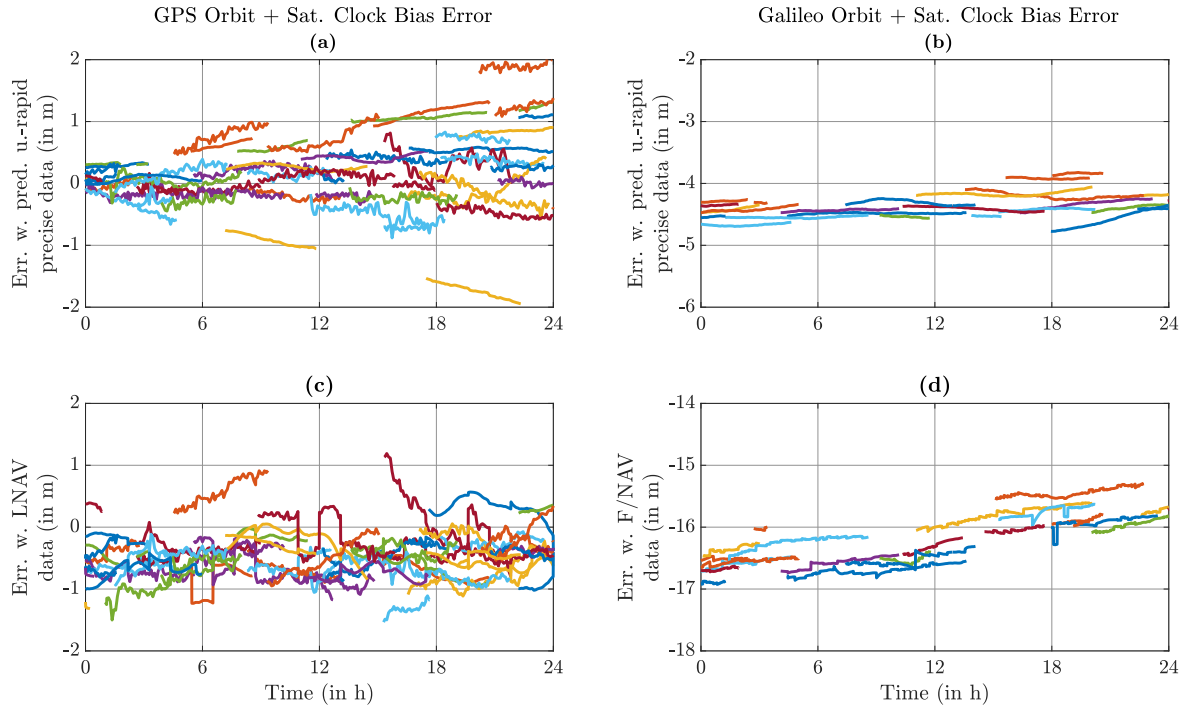 GPS Orbit + Sat. Clock Bias Error
Galileo Orbit + Sat. Clock Bias Error
(a)
(b)
Err. w. pred. u.-rapid
precise data (in m)
2
1
0
-1
-2
0 6 12 18 24
Err. w. pred. u.-rapid
precise data (in m)
-2
-3
-4
-5
-6
0 6 12 18 24
(c)
(d)
Err. w. LNAV
data (in m)
2
1
0
-1
-2
0 6 12 18 24
Time (in h)
Err. w. F/NAV
data (in m)
-14
-15
-16
-17
-18
0 6 12 18 24
Time (in h)